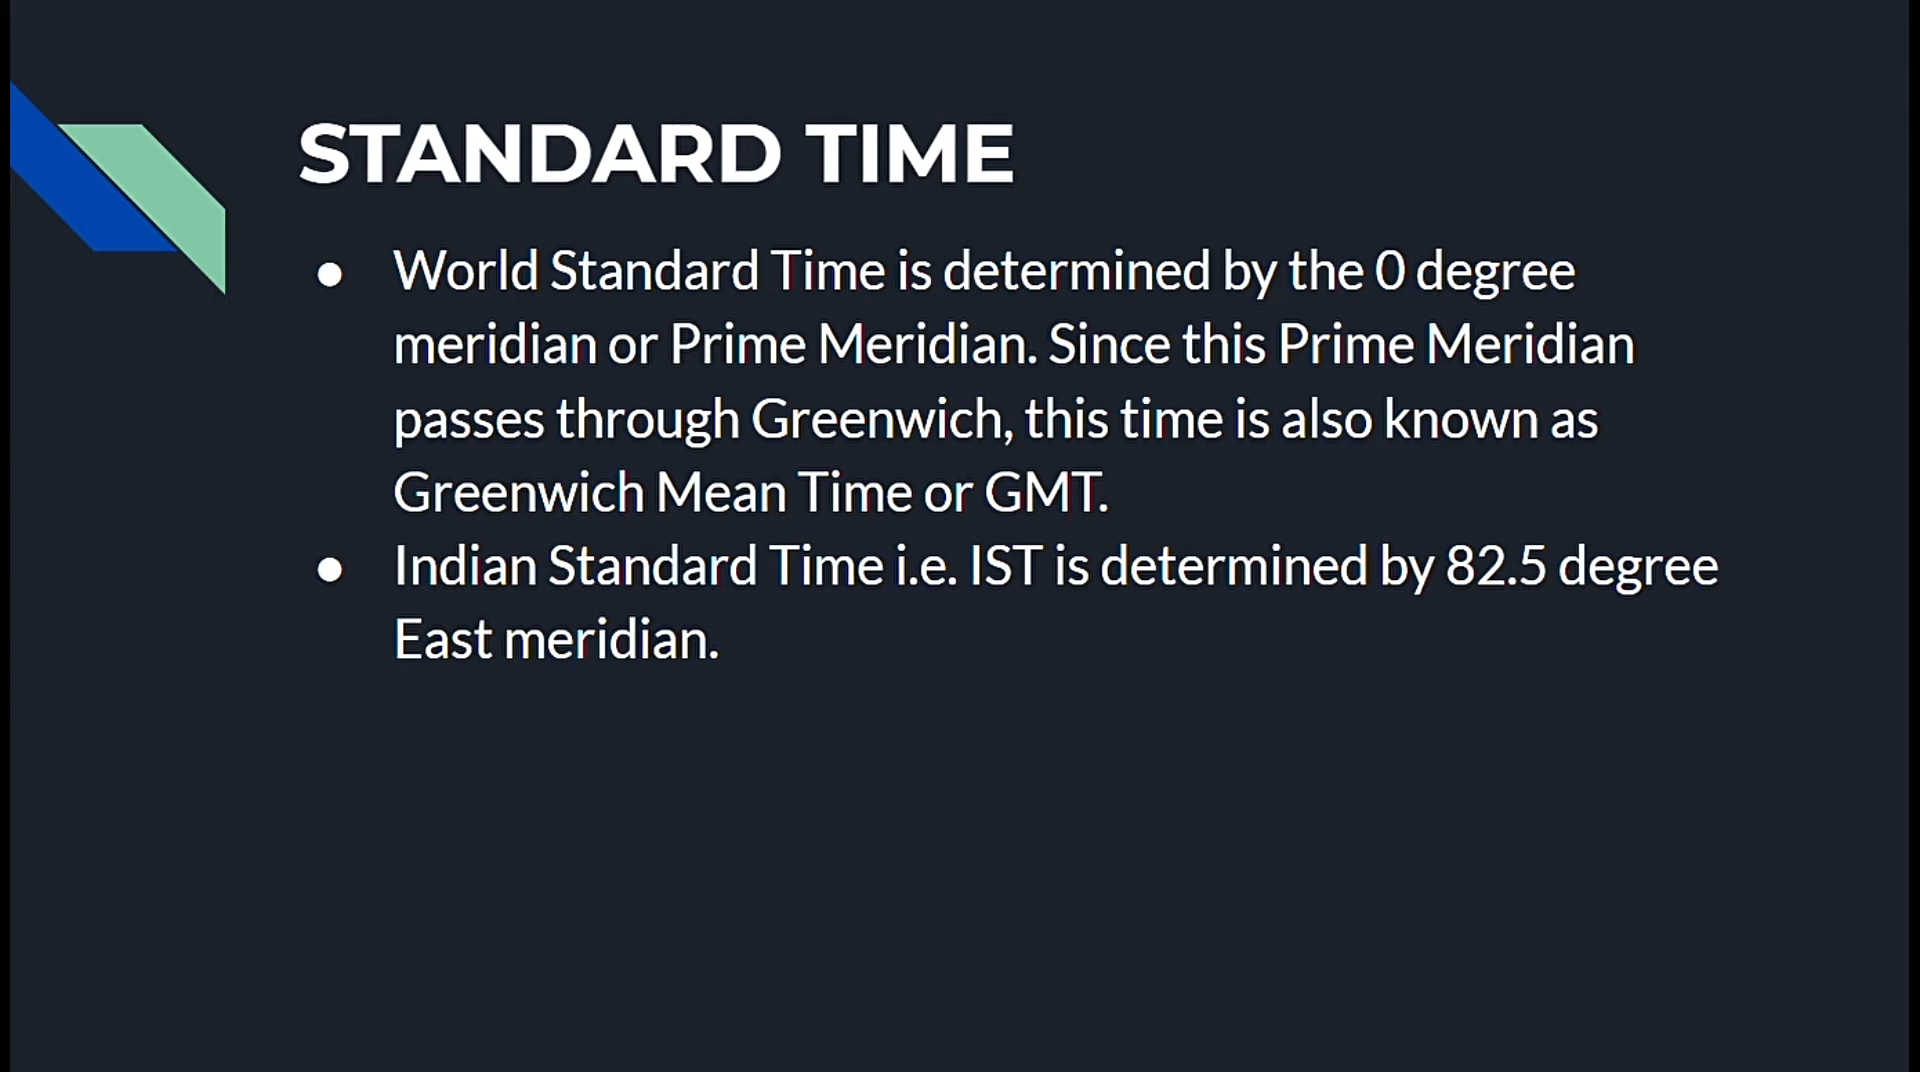 STANDARD TIME
● World Standard Time is determined by the 0 degree
meridian or Prime Meridian. Since this Prime Meridian
passes through Greenwich, this time is also known as
Greenwich Mean Time or GMT.
● Indian Standard Time i.e. IST is determined by 82.5 degree
East meridian.